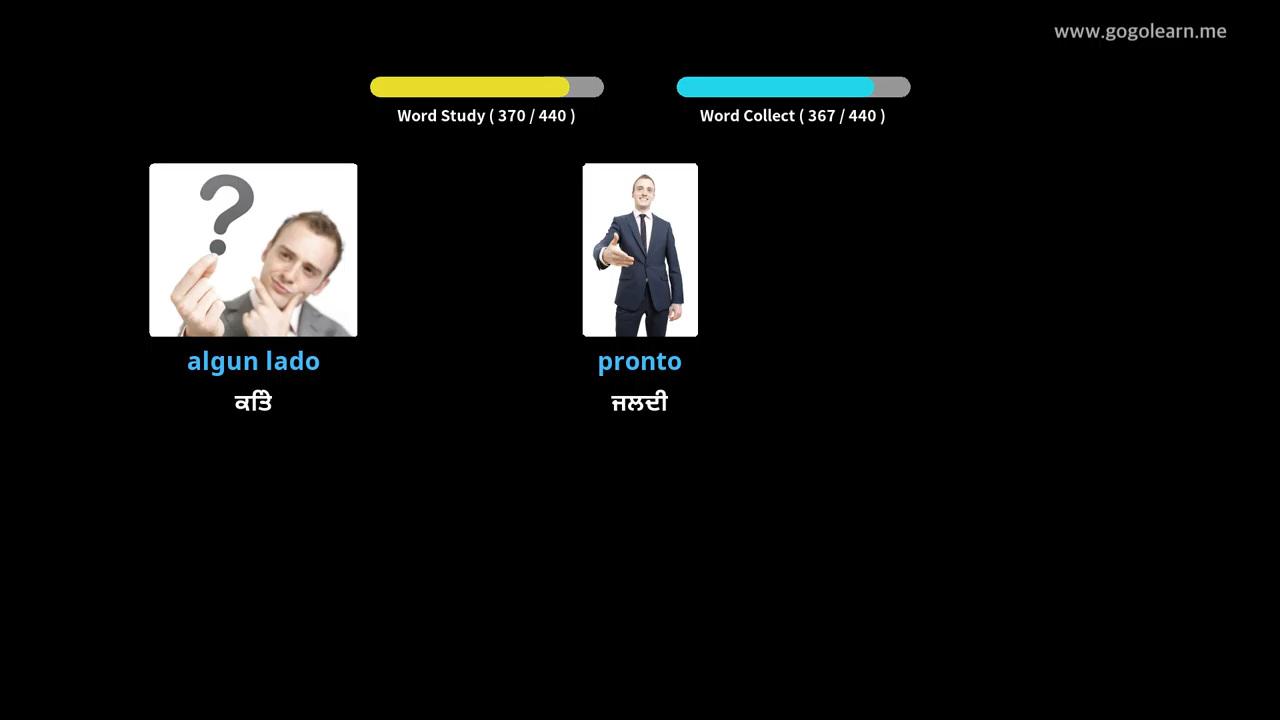 www.gogolearn.me
Word Study ( 370 / 440 )
Word Collect ( 367 / 440 )
algun lado
pronto
ਕਤਿੇ
ਜਲਦੀ